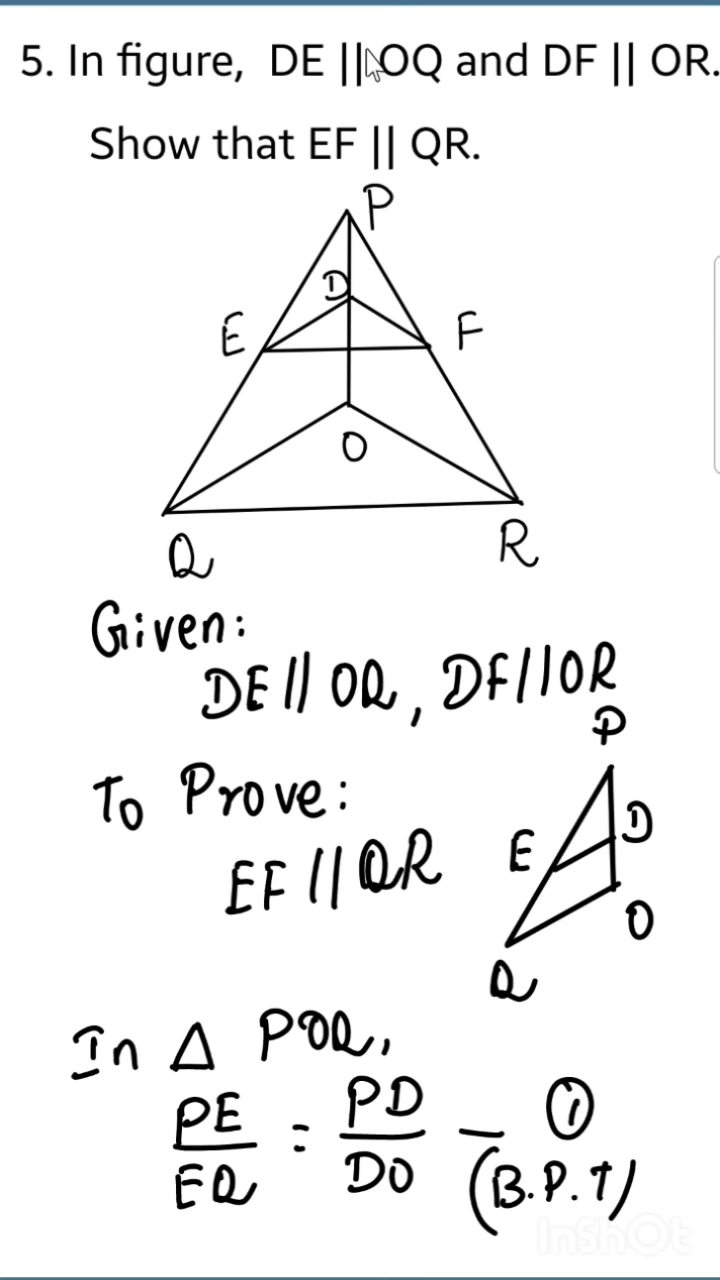 5. In figure, DE || OQ and DF || OR.
Show that EF || QR.
P
D
E
F
O
Q
R
Given:
DE || OQ, DF || OR
P
To Prove:
D
E
EF || QR
O
Q
In Δ POQ,
PE/EQ = PD/DO — ①
(B.P.T)
InShOt